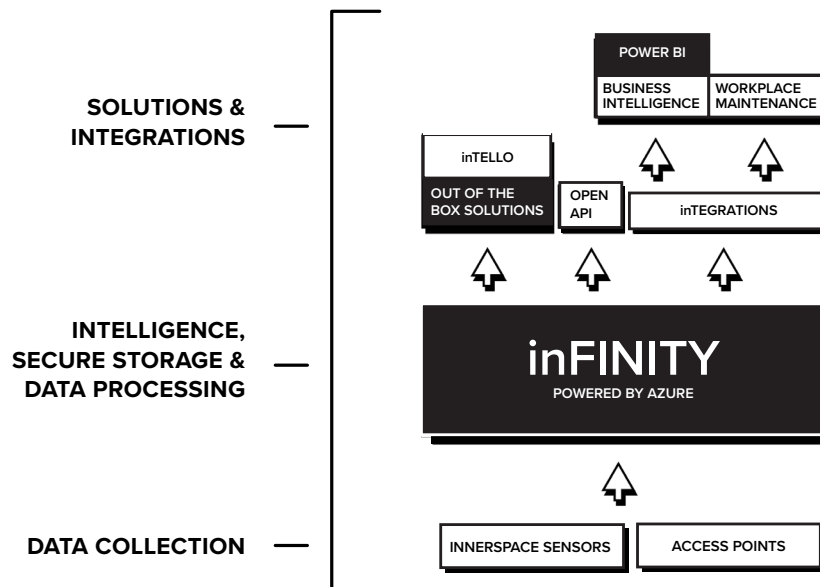 POWER BI
BUSINESS
INTELLIGENCE
WORKPLACE
MAINTENANCE
SOLUTIONS &
INTEGRATIONS
inTELLO
OUT OF THE
BOX SOLUTIONS
OPEN
API
inTEGRATIONS
INTELLIGENCE,
SECURE STORAGE &
DATA PROCESSING
inFINITY
POWERED BY AZURE
DATA COLLECTION
INNERSPACE SENSORS
ACCESS POINTS